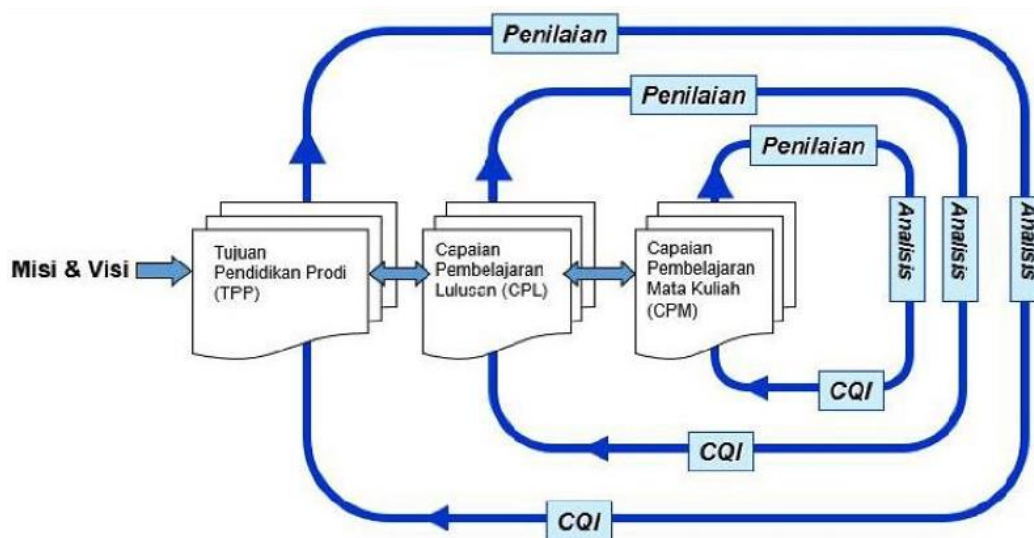 Penilaian
Penilaian
Penilaian
Misi & Visi
Tujuan
Pendidikan Prodi
(TPP)
Capaian
Pembelajaran
Lulusan (CPL)
Capaian
Pembelajaran
Mata Kuliah
(CPM)
Analisis
Analisis
Analisis
CQI
CQI
CQI